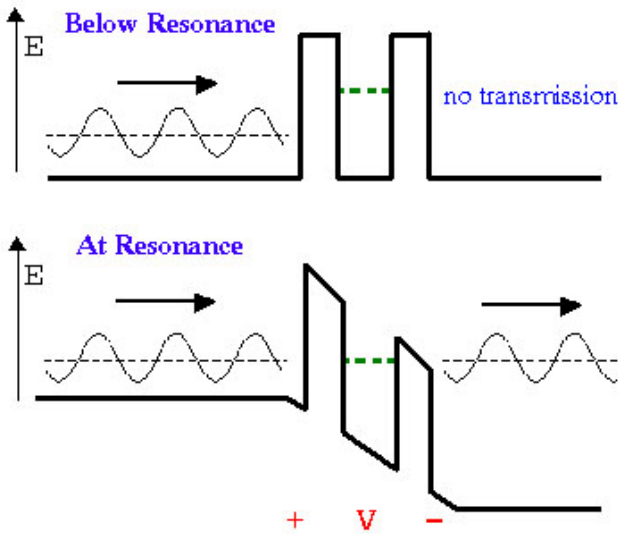 Below Resonance
E
no transmission
At Resonance
E
+ V -